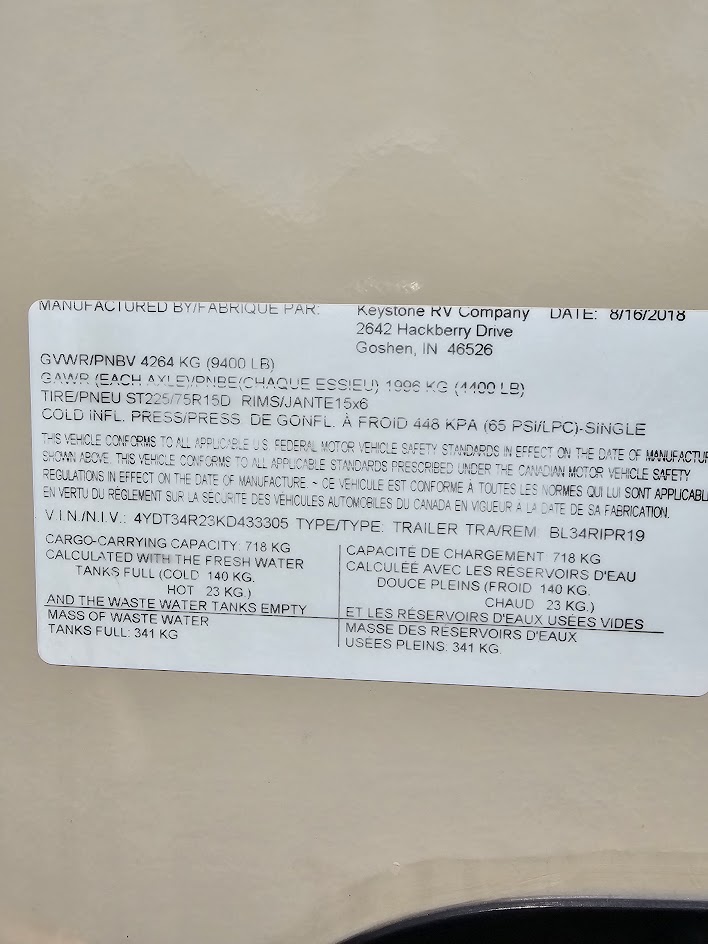 MANUFACTURED BY/FABRIQUE PAR: Keystone RV Company DATE: 8/16/2018
2642 Hackberry Drive
Goshen, IN 46526
GVWR/PNBV 4264 KG (9400 LB)
GAWR (EACH AXLE)/PNBE(CHAQUE ESSIEU) 1996 KG (4400 LB)
TIRE/PNEU ST225/75R15D RIMS/JANTE15x6
COLD INFL. PRESS/PRESS. DE GONFL. À FROID 448 KPA (65 PSI/LPC)-SINGLE
THIS VEHICLE CONFORMS TO ALL APPLICABLE U.S. FEDERAL MOTOR VEHICLE SAFETY STANDARDS IN EFFECT ON THE DATE OF MANUFACTUR
SHOWN ABOVE. THIS VEHICLE CONFORMS TO ALL APPLICABLE STANDARDS PRESCRIBED UNDER THE CANADIAN MOTOR VEHICLE SAFETY
REGULATIONS IN EFFECT ON THE DATE OF MANUFACTURE - CE VÉHICULE EST CONFORME À TOUTES LES NORMES QUI LUI SONT APPLICABL
EN VERTU DU RÈGLEMENT SUR LA SÉCURITÉ DES VÉHICULES AUTOMOBILES DU CANADA EN VIGUEUR A LA DATE DE SA FABRICATION.
V.I.N./N.I.V.: 4YDT34R23KD433305 TYPE/TYPE: TRAILER TRA/REM BL34RIPR19
CARGO-CARRYING CAPACITY: 718 KG
CALCULATED WITH THE FRESH WATER
TANKS FULL (COLD 140 KG.
HOT 23 KG.)
AND THE WASTE WATER TANKS EMPTY
MASS OF WASTE WATER
TANKS FULL: 341 KG
CAPACITÉ DE CHARGEMENT 718 KG
CALCULÉE AVEC LES RÉSERVOIRS D'EAU
DOUCE PLEINS (FROID 140 KG.
CHAUD 23 KG.)
ET LES RÉSERVOIRS D'EAUX USÉES VIDES
MASSE DES RÉSERVOIRS D'EAUX
USÉES PLEINS: 341 KG.